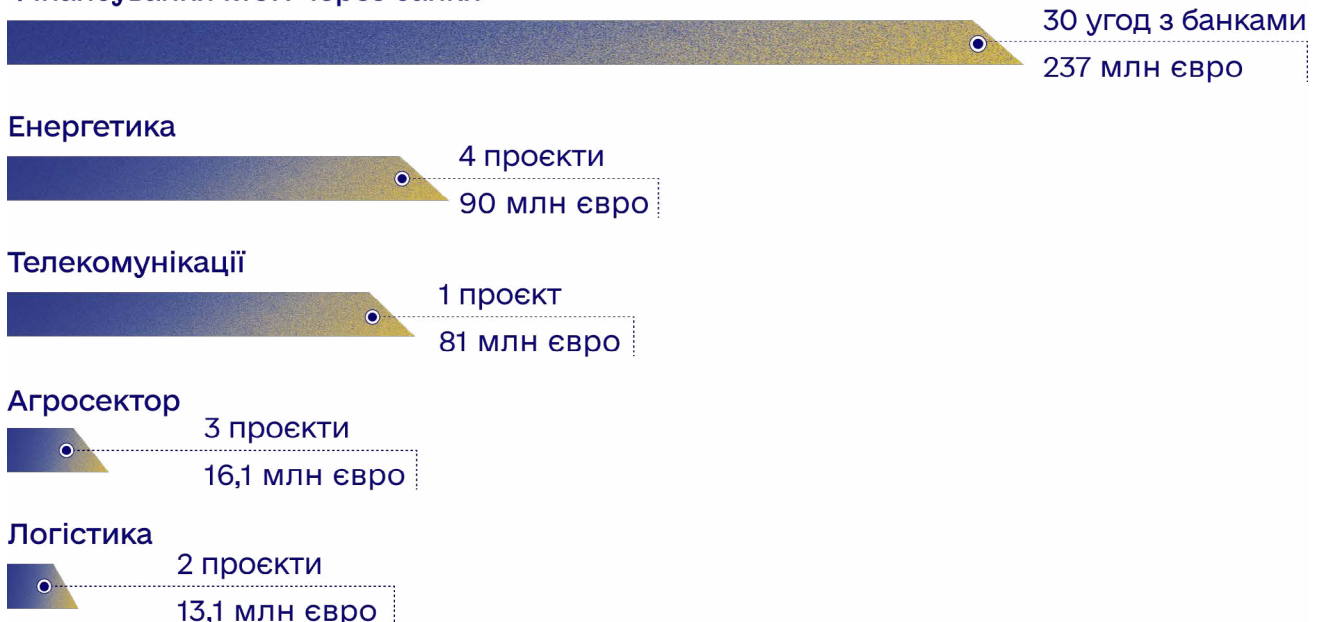 30 угод з банками
237 млн євро
Енергетика
4 проєкти
90 млн євро
Телекомунікації
1 проєкт
81 млн євро
Агросектор
3 проєкти
16,1 млн євро
Логістика
2 проєкти
13,1 млн євро